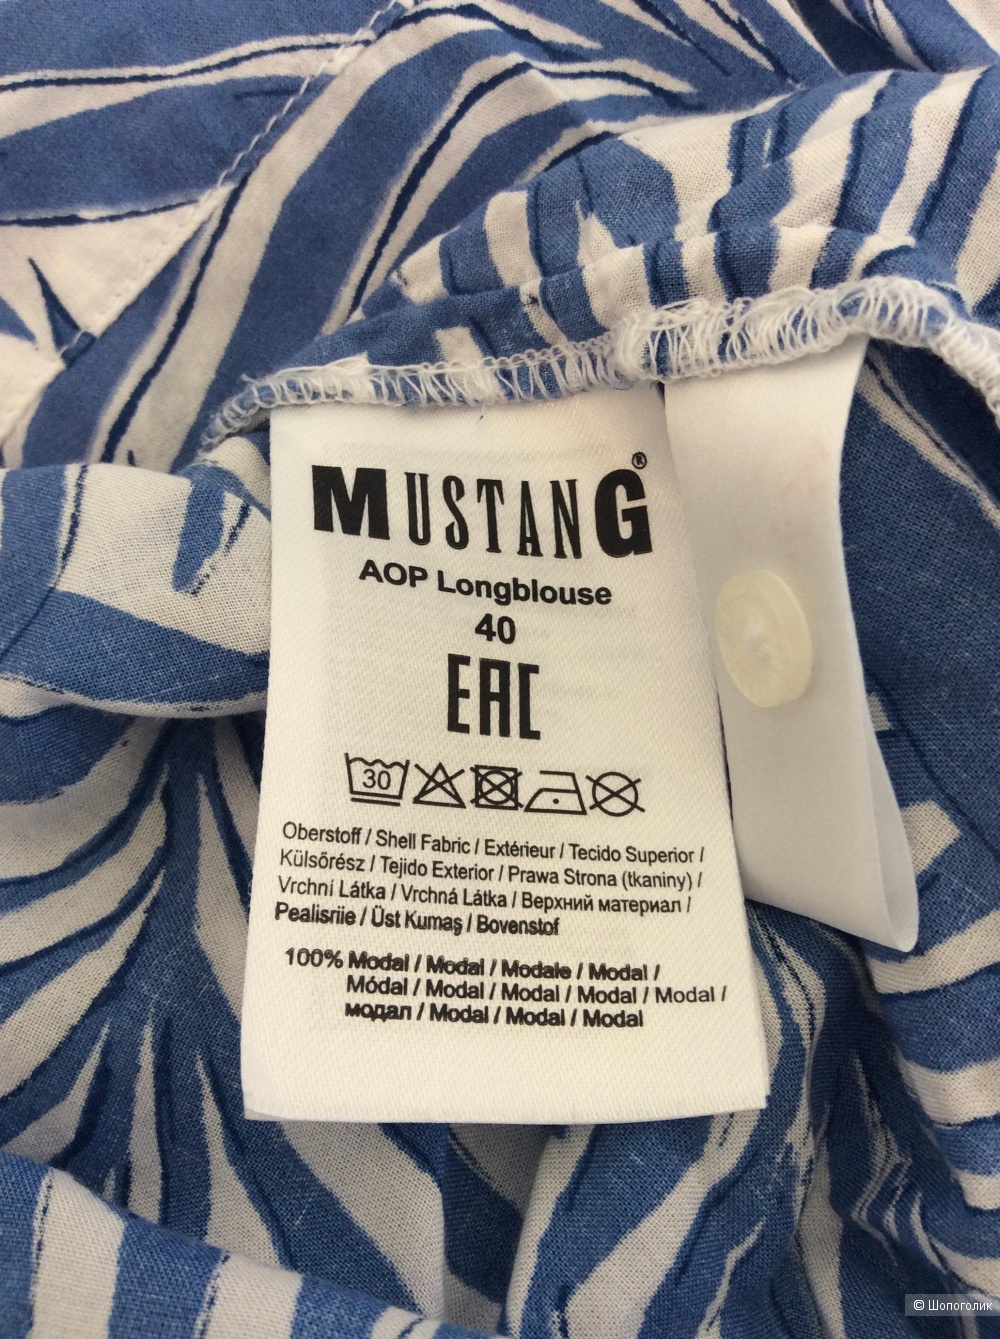 MUSTANG®
AOP Longblouse
40
EAC
30
Oberstoff / Shell Fabric / Extérieur / Tecido Superior /
Külsőrész / Tejido Exterior / Prawa Strona (tkaniny) /
Vrchní Látka / Vrchná Látka / Верхний материал /
Pealisriie / Üst Kumaş / Bovenstof
100% Modal / Modal / Modale / Modal /
Módal / Modal / Modal / Modal / Modal /
модал / Modal / Modal / Modal
© Шопоголик